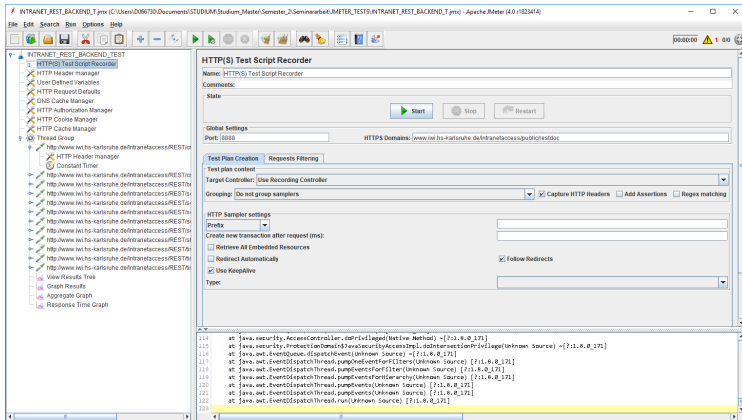 INTRANET_REST_BACKEND_T.jmx (C:\Users\D066730\Documents\STUDIUM\Studium_Master\Semester_2\Seminararbeit\JMETER_TESTS\INTRANET_REST_BACKEND_T.jmx) - Apache JMeter (4.0 r1823414)
File Edit Search Run Options Help
00:00:00 1 0/0
INTRANET_REST_BACKEND_TEST
HTTP(S) Test Script Recorder
HTTP Header manager
User Defined Variables
HTTP Request Defaults
DNS Cache Manager
HTTP Authorization Manager
HTTP Cookie Manager
HTTP Cache Manager
Thread Group
http://www.iwi.hs-karlsruhe.de/Intranetaccess/REST/c
HTTP Header manager
Constant Timer
http://www.iwi.hs-karlsruhe.de/Intranetaccess/REST/c
http://www.iwi.hs-karlsruhe.de/Intranetaccess/REST/b
http://www.iwi.hs-karlsruhe.de/Intranetaccess/REST/n
http://www.iwi.hs-karlsruhe.de/Intranetaccess/REST/n
http://www.iwi.hs-karlsruhe.de/Intranetaccess/REST/s
http://www.iwi.hs-karlsruhe.de/Intranetaccess/REST/s
http://www.iwi.hs-karlsruhe.de/Intranetaccess/REST/s
http://www.iwi.hs-karlsruhe.de/Intranetaccess/REST/st
http://www.iwi.hs-karlsruhe.de/Intranetaccess/REST/ti
http://www.iwi.hs-karlsruhe.de/Intranetaccess/REST/ti
View Results Tree
Graph Results
Aggregate Graph
Response Time Graph
HTTP(S) Test Script Recorder
Name: HTTP(S) Test Script Recorder
Comments:
State
Start Stop Restart
Global Settings
Port: 8888 HTTPS Domains: www.iwi.hs-karlsruhe.de/Intranetaccess/public/restdoc
Test Plan Creation Requests Filtering
Test plan content
Target Controller: Use Recording Controller
Grouping: Do not group samplers Capture HTTP Headers Add Assertions Regex matching
HTTP Sampler settings
Prefix
Create new transaction after request (ms):
Retrieve All Embedded Resources
Redirect Automatically Follow Redirects
Use KeepAlive
Type:
114 at java.security.AccessController.doPrivileged(Native Method) ~[?:1.8.0_171]
115 at java.security.ProtectionDomain$JavaSecurityAccessImpl.doIntersectionPrivilege(Unknown Source) ~[?:1.8.0_171]
116 at java.awt.EventQueue.dispatchEvent(Unknown Source) ~[?:1.8.0_171]
117 at java.awt.EventDispatchThread.pumpOneEventForFilters(Unknown Source) [?:1.8.0_171]
118 at java.awt.EventDispatchThread.pumpEventsForFilter(Unknown Source) [?:1.8.0_171]
119 at java.awt.EventDispatchThread.pumpEventsForHierarchy(Unknown Source) [?:1.8.0_171]
120 at java.awt.EventDispatchThread.pumpEvents(Unknown Source) [?:1.8.0_171]
121 at java.awt.EventDispatchThread.pumpEvents(Unknown Source) [?:1.8.0_171]
122 at java.awt.EventDispatchThread.run(Unknown Source) [?:1.8.0_171]
123